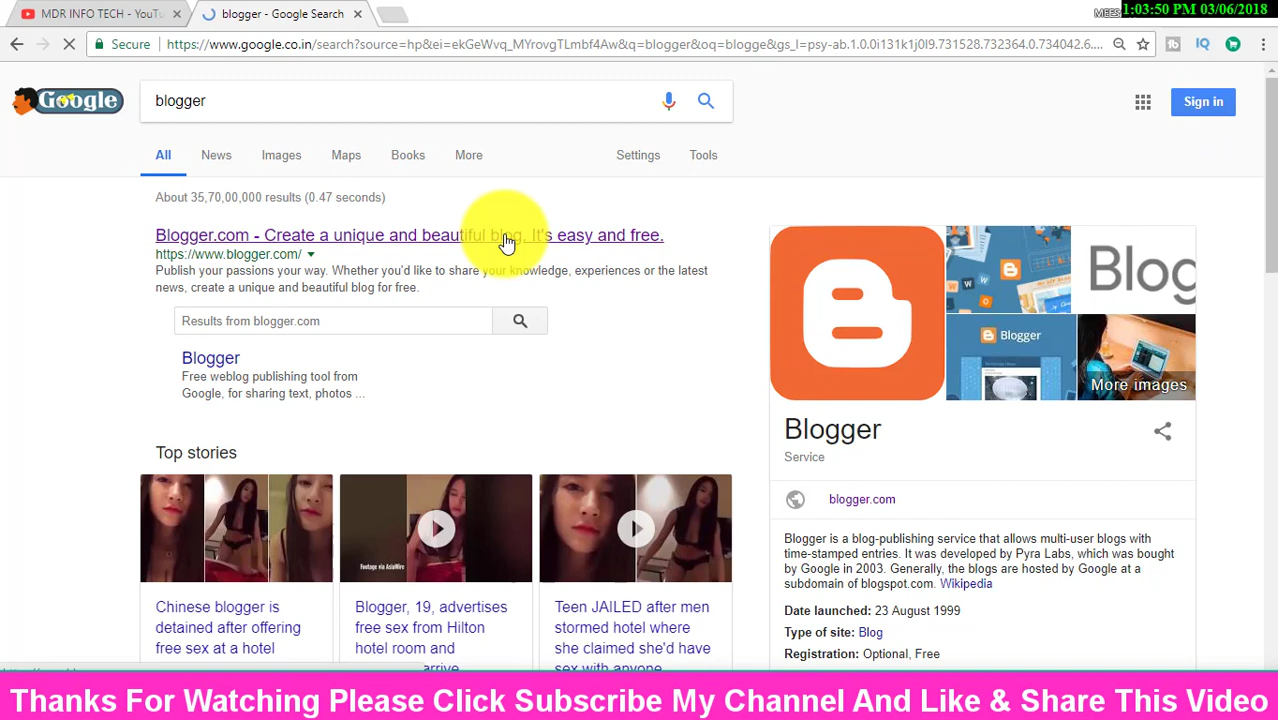 MDR INFO TECH - YouTu
blogger - Google Search
1:03:50 PM 03/06/2018
Secure
https://www.google.co.in/search?source=hp&ei=ekGeWvq_MYrovgTLmbf4Aw&q=blogger&oq=blogge&gs_l=psy-ab.1.0.0i131k1j0l9.731528.732364.0.734042.6....
Google
blogger
Sign in
All
News
Images
Maps
Books
More
Settings
Tools
About 35,70,00,000 results (0.47 seconds)
Blogger.com - Create a unique and beautiful blog. It's easy and free.
https://www.blogger.com/
Publish your passions your way. Whether you'd like to share your knowledge, experiences or the latest
news, create a unique and beautiful blog for free.
Results from blogger.com
Blogger
Free weblog publishing tool from
Google, for sharing text, photos ...
Top stories
Footage via AsiaWire
Chinese blogger is
detained after offering
free sex at a hotel
Blogger, 19, advertises
free sex from Hilton
hotel room and
Teen JAILED after men
stormed hotel where
she claimed she'd have
sex with anyone
Blog
Blogger
More images
Blogger
Service
blogger.com
Blogger is a blog-publishing service that allows multi-user blogs with
time-stamped entries. It was developed by Pyra Labs, which was bought
by Google in 2003. Generally, the blogs are hosted by Google at a
subdomain of blogspot.com. Wikipedia
Date launched: 23 August 1999
Type of site: Blog
Registration: Optional, Free
Thanks For Watching Please Click Subscribe My Channel And Like & Share This Video